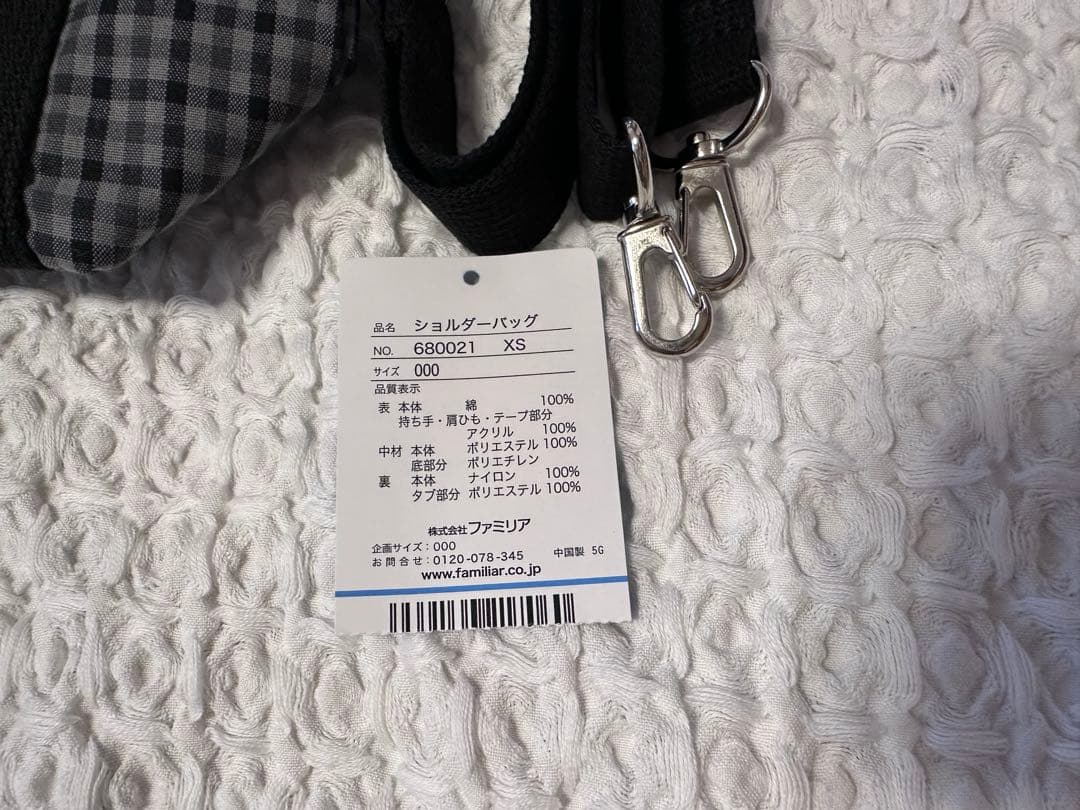 品名 ショルダーバッグ
NO. 680021 XS
サイズ 000
品質表示
表 本体 綿 100%
持ち手・肩ひも・テープ部分
アクリル 100%
中材 本体 ポリエステル 100%
底部分 ポリエチレン
裏 本体 ナイロン 100%
タブ部分 ポリエステル 100%
株式会社ファミリア
企画サイズ：000
お問合せ：0120-078-345 中国製 5G
www.familiar.co.jp